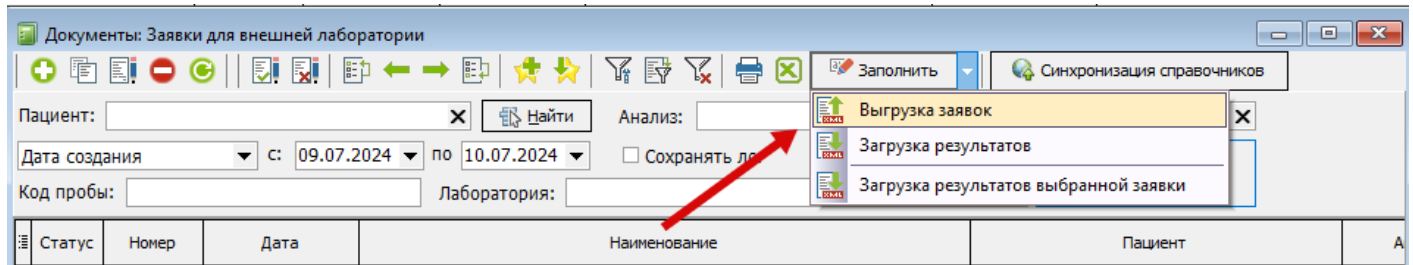 Документы: Заявки для внешней лаборатории
Заполнить
Синхронизация справочников
Пациент:
Найти
Анализ:
Выгрузка заявок
Дата создания
с: 09.07.2024
по 10.07.2024
Сохранять
Загрузка результатов
Код пробы:
Лаборатория:
Загрузка результатов выбранной заявки
Статус
Номер
Дата
Наименование
Пациент